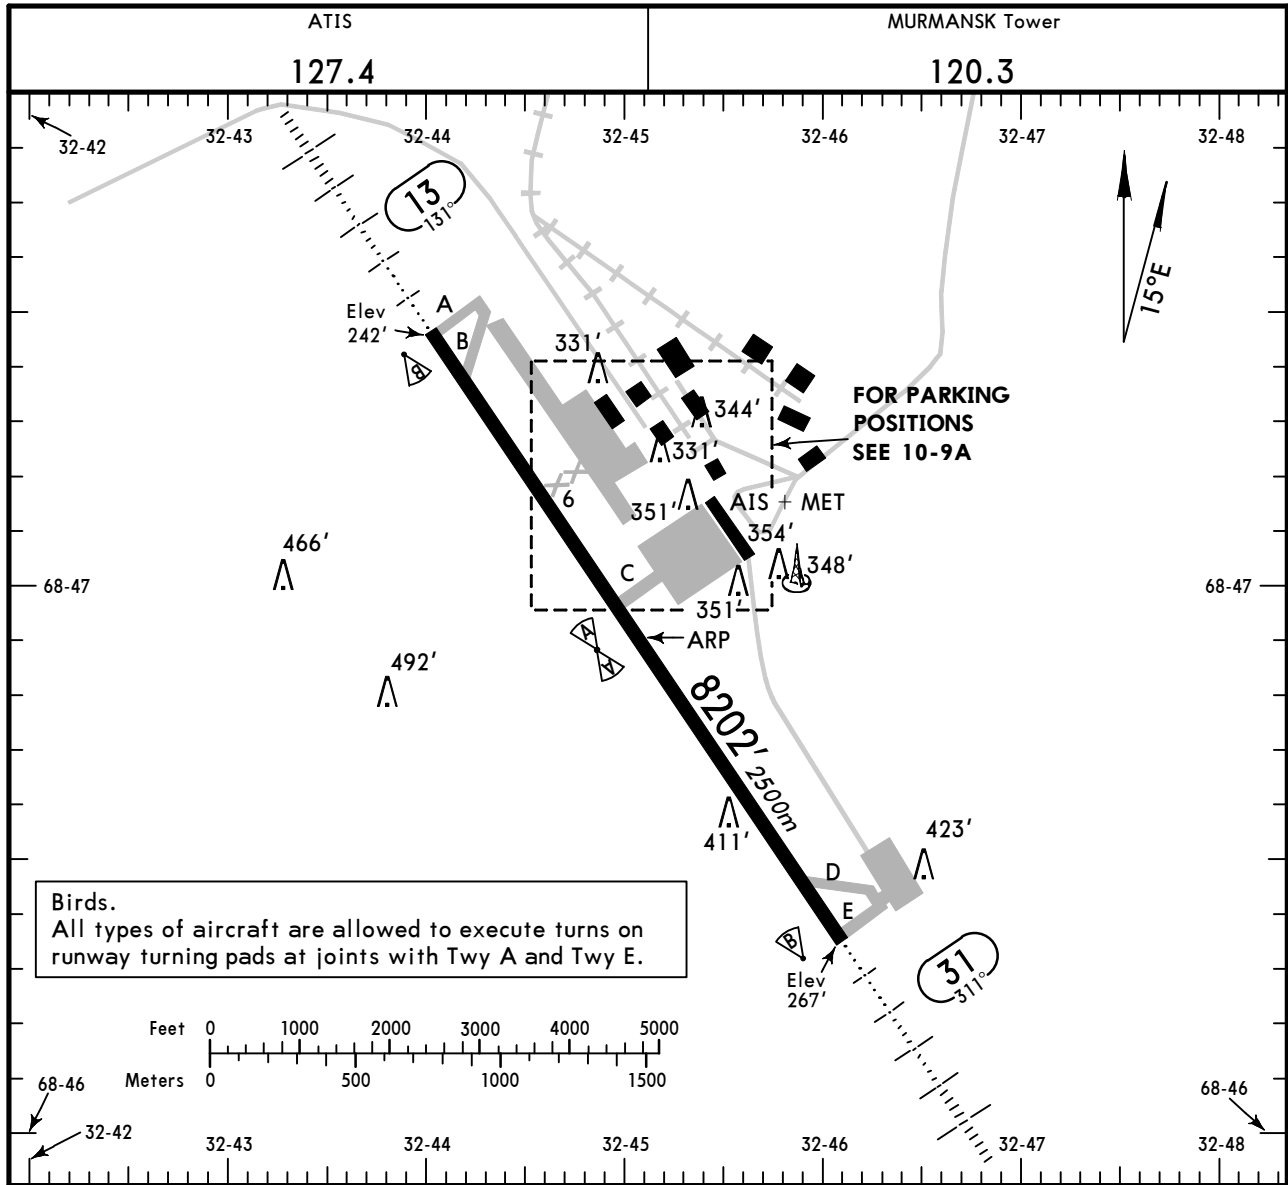 ATIS
MURMANSK Tower
127.4
120.3
32-42
32-43
32-44
32-45
32-46
32-47
32-48
13
131°
15°E
Elev
242'
A
B
B
331'
344'
331'
FOR PARKING
POSITIONS
SEE 10-9A
6
351'
AIS + MET
354'
348'
466'
C
351'
68-47
68-47
A
A
ARP
492'
8202'
2500m
411'
423'
D
E
B
Birds.
All types of aircraft are allowed to execute turns on
runway turning pads at joints with Twy A and Twy E.
Elev
267'
31
311°
Feet 0 1000 2000 3000 4000 5000
Meters 0 500 1000 1500
68-46
68-46
32-42
32-43
32-44
32-45
32-46
32-47
32-48